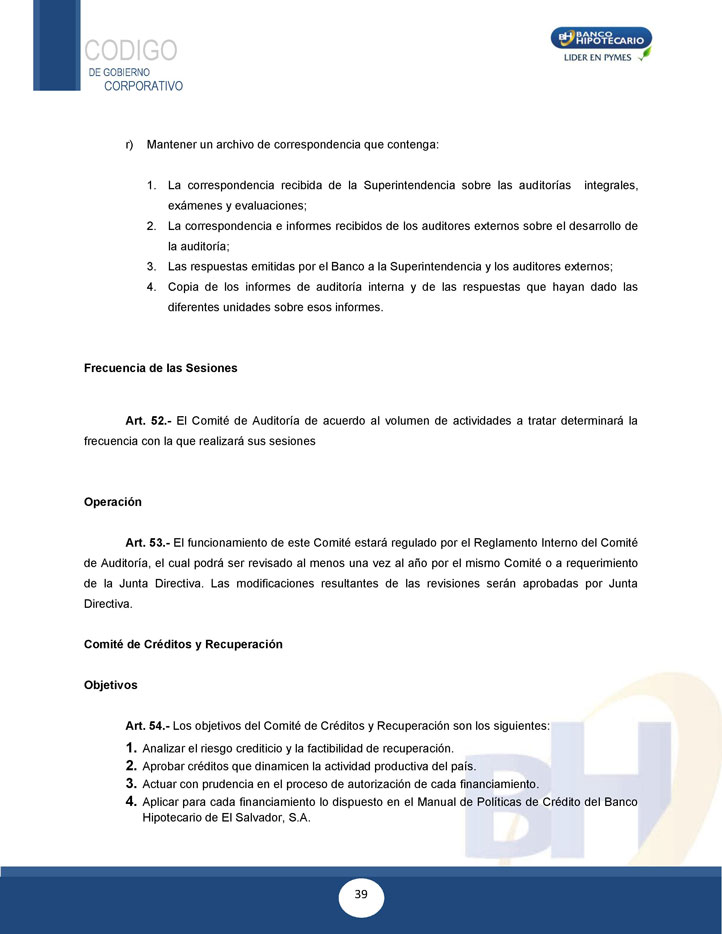 CODIGO
DE GOBIERNO
CORPORATIVO
BH BANCO
HIPOTECARIO
LIDER EN PYMES
r) Mantener un archivo de correspondencia que contenga:
1. La correspondencia recibida de la Superintendencia sobre las auditorías integrales,
exámenes y evaluaciones;
2. La correspondencia e informes recibidos de los auditores externos sobre el desarrollo de
la auditoría;
3. Las respuestas emitidas por el Banco a la Superintendencia y los auditores externos;
4. Copia de los informes de auditoría interna y de las respuestas que hayan dado las
diferentes unidades sobre esos informes.
Frecuencia de las Sesiones
Art. 52.- El Comité de Auditoría de acuerdo al volumen de actividades a tratar determinará la
frecuencia con la que realizará sus sesiones
Operación
Art. 53.- El funcionamiento de este Comité estará regulado por el Reglamento Interno del Comité
de Auditoría, el cual podrá ser revisado al menos una vez al año por el mismo Comité o a requerimiento
de la Junta Directiva. Las modificaciones resultantes de las revisiones serán aprobadas por Junta
Directiva.
Comité de Créditos y Recuperación
Objetivos
Art. 54.- Los objetivos del Comité de Créditos y Recuperación son los siguientes:
1. Analizar el riesgo crediticio y la factibilidad de recuperación.
2. Aprobar créditos que dinamicen la actividad productiva del país.
3. Actuar con prudencia en el proceso de autorización de cada financiamiento.
4. Aplicar para cada financiamiento lo dispuesto en el Manual de Políticas de Crédito del Banco
Hipotecario de El Salvador, S.A.
BH
39